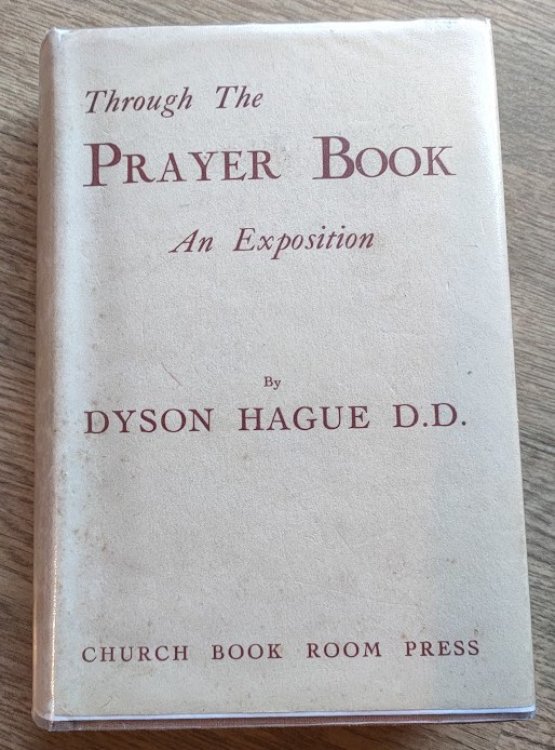 Through The
PRAYER BOOK
An Exposition
By
DYSON HAGUE D.D.
CHURCH BOOK ROOM PRESS